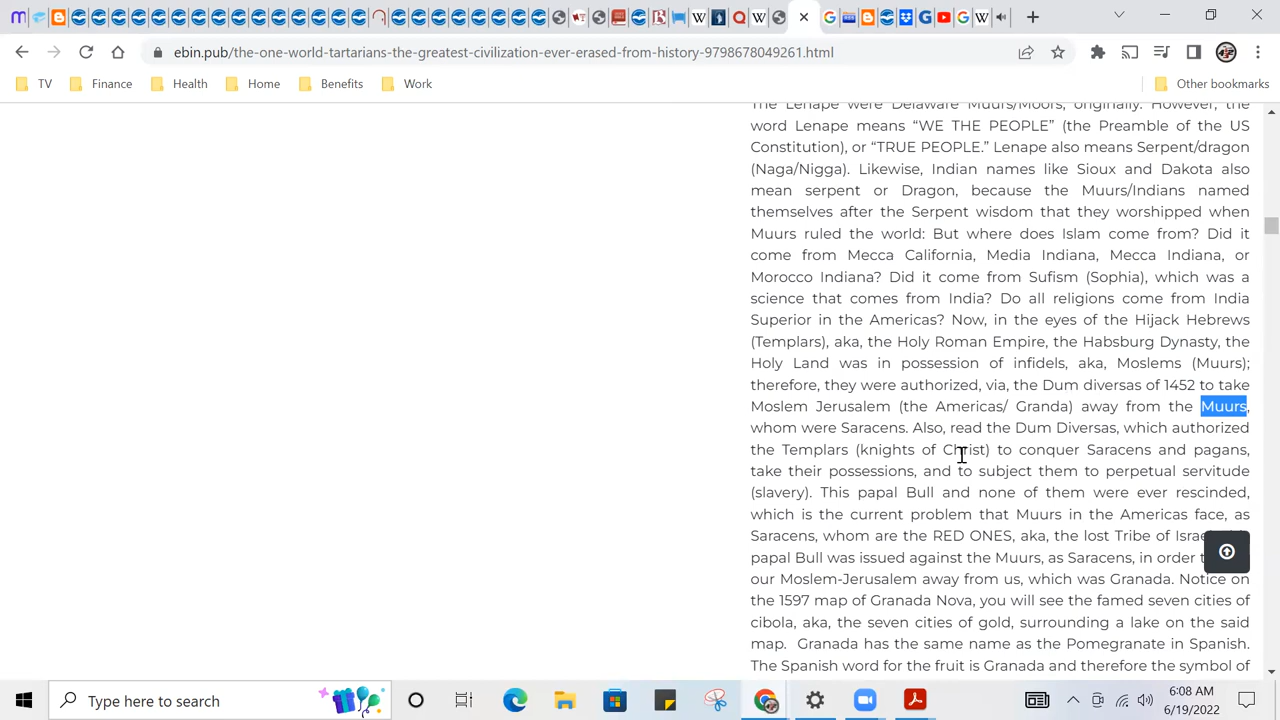 ebin.pub/the-one-world-tartarians-the-greatest-civilization-ever-erased-from-history-9798678049261.html
TV Finance Health Home Benefits Work Other bookmarks
The Lenape were Delaware Muurs/Moors, originally. However, the
word Lenape means “WE THE PEOPLE” (the Preamble of the US
Constitution), or “TRUE PEOPLE.” Lenape also means Serpent/dragon
(Naga/Nigga). Likewise, Indian names like Sioux and Dakota also
mean serpent or Dragon, because the Muurs/Indians named
themselves after the Serpent wisdom that they worshipped when
Muurs ruled the world: But where does Islam come from? Did it
come from Mecca California, Media Indiana, Mecca Indiana, or
Morocco Indiana? Did it come from Sufism (Sophia), which was a
science that comes from India? Do all religions come from India
Superior in the Americas? Now, in the eyes of the Hijack Hebrews
(Templars), aka, the Holy Roman Empire, the Habsburg Dynasty, the
Holy Land was in possession of infidels, aka, Moslems (Muurs);
therefore, they were authorized, via, the Dum diversas of 1452 to take
Moslem Jerusalem (the Americas/ Granda) away from the Muurs,
whom were Saracens. Also, read the Dum Diversas, which authorized
the Templars (knights of Christ) to conquer Saracens and pagans,
take their possessions, and to subject them to perpetual servitude
(slavery). This papal Bull and none of them were ever rescinded,
which is the current problem that Muurs in the Americas face, as
Saracens, whom are the RED ONES, aka, the lost Tribe of
papal Bull was issued against the Muurs, as Saracens, in order
our Moslem-Jerusalem away from us, which was Granada. Notice on
the 1597 map of Granada Nova, you will see the famed seven cities of
cibola, aka, the seven cities of gold, surrounding a lake on the said
map. Granada has the same name as the Pomegranate in Spanish.
The Spanish word for the fruit is Granada and therefore the symbol of
Type here to search
6:08 AM
6/19/2022